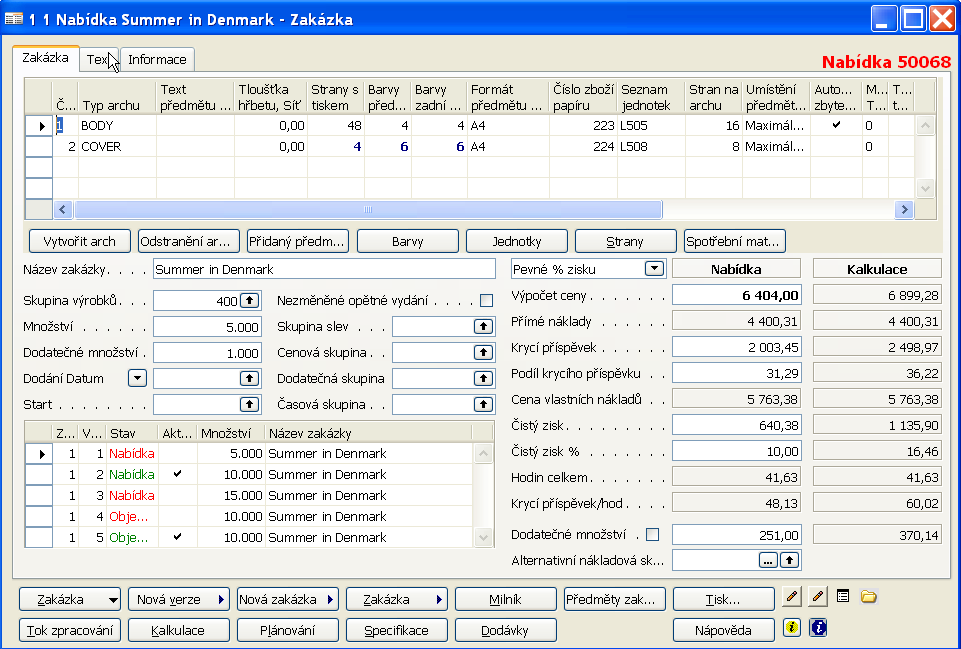 1 1 Nabídka Summer in Denmark - Zakázka
Zakázka Tex Informace
Nabídka 50068
Č... Typ archu Text předmětu ... Tloušťka hřbetu, Síť Strany s tiskem Barvy před... Barvy zadní ... Formát předmětu ... Číslo zboží papíru Seznam jednotek Stran na archu Umístění předmět... Auto... zbyte... M... T... T... t...
1 BODY 0,00 48 4 4 A4 223 L505 16 Maximál... 0
2 COVER 0,00 4 6 6 A4 224 L508 8 Maximál... 0
Vytvořit arch Odstranění ar... Přidaný předm... Barvy Jednotky Strany Spotřební mat...
Název zakázky. . . . Summer in Denmark Pevné % zisku Nabídka Kalkulace
Skupina výrobků. . . 400 Nezměněné opětné vydání . . . . Výpočet ceny . . . . . . 6 404,00 6 899,28
Množství . . . . . . 5.000 Skupina slev . . . Přímé náklady . . . . . 4 400,31 4 400,31
Dodatečné množství . 1.000 Cenová skupina . . Krycí příspěvek . . . . . 2 003,45 2 498,97
Dodání Datum Dodatečná skupina Podíl krycího příspěvku . . 31,29 36,22
Start . . . . . . . . Časová skupina . . Cena vlastních nákladů . . 5 763,38 5 763,38
Čistý zisk. . . . . . . . 640,38 1 135,90
Čistý zisk % . . . . . . 10,00 16,46
Hodin celkem. . . . . . 41,63 41,63
Krycí příspěvek/hod . . . 48,13 60,02
Dodatečné množství . 251,00 370,14
Alternativní nákladová sk... ...
Z... V... Stav Akt... Množství Název zakázky
1 1 Nabídka 5.000 Summer in Denmark
1 2 Nabídka 10.000 Summer in Denmark
1 3 Nabídka 15.000 Summer in Denmark
1 4 Obje... 10.000 Summer in Denmark
1 5 Obje... 10.000 Summer in Denmark
Zakázka Nová verze Nová zakázka Zakázka Milník Předměty zak... Tisk...
Tok zpracování Kalkulace Plánování Specifikace Dodávky Nápověda